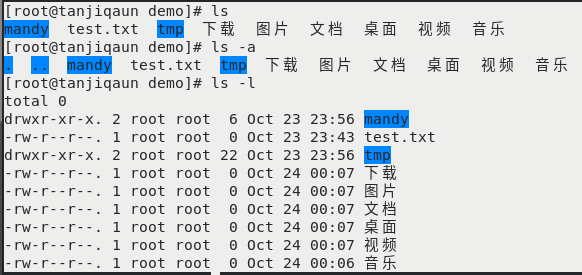 [root@tanjiqaun demo]# ls
mandy  test.txt  tmp  下载  图片  文档  桌面  视频  音乐
[root@tanjiqaun demo]# ls -a
.  ..  mandy  test.txt  tmp  下载  图片  文档  桌面  视频  音乐
[root@tanjiqaun demo]# ls -l
total 0
drwxr-xr-x. 2 root root  6 Oct 23 23:56 mandy
-rw-r--r--. 1 root root  0 Oct 23 23:43 test.txt
drwxr-xr-x. 2 root root 22 Oct 23 23:56 tmp
-rw-r--r--. 1 root root  0 Oct 24 00:07 下载
-rw-r--r--. 1 root root  0 Oct 24 00:07 图片
-rw-r--r--. 1 root root  0 Oct 24 00:07 文档
-rw-r--r--. 1 root root  0 Oct 24 00:07 桌面
-rw-r--r--. 1 root root  0 Oct 24 00:07 视频
-rw-r--r--. 1 root root  0 Oct 24 00:06 音乐